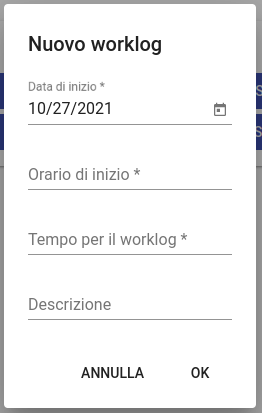 Nuovo worklog
Data di inizio *
10/27/2021
Orario di inizio *
Tempo per il worklog *
Descrizione
ANNULLA OK